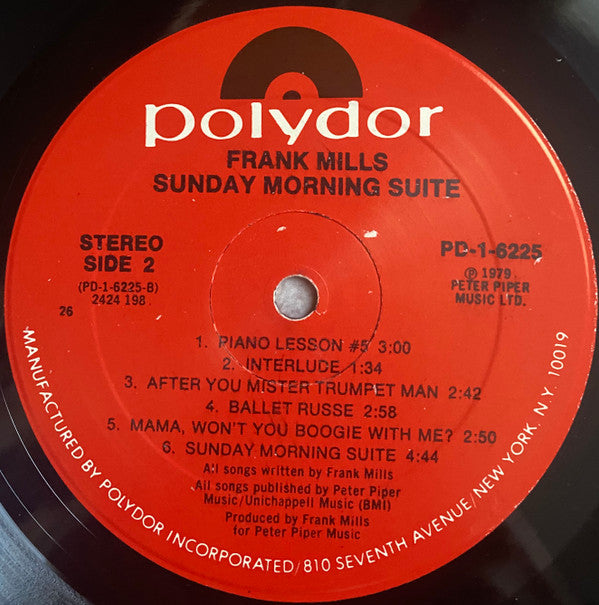 polydor
FRANK MILLS
SUNDAY MORNING SUITE
STEREO
SIDE 2
(PD-1-6225-B)
2424 198
26
PD-1-6225
℗ 1979
PETER PIPER
MUSIC LTD.
1. PIANO LESSON #5 3:00
2. INTERLUDE 1:34
3. AFTER YOU MISTER TRUMPET MAN 2:42
4. BALLET RUSSE 2:58
5. MAMA, WON'T YOU BOOGIE WITH ME? 2:50
6. SUNDAY MORNING SUITE 4:44
All songs written by Frank Mills
All songs published by Peter Piper
Music/Unichappell Music (BMI)
Produced by Frank Mills
for Peter Piper Music
MANUFACTURED BY POLYDOR INCORPORATED/810 SEVENTH AVENUE/NEW YORK, N.Y. 10019